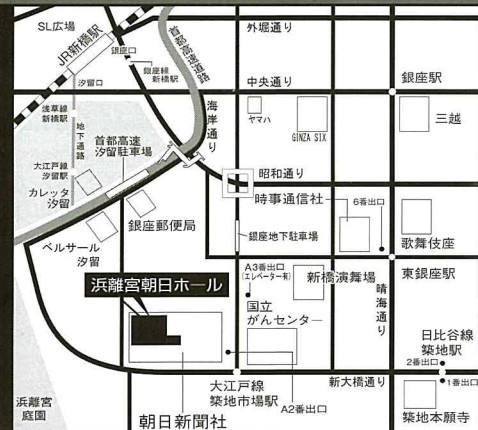 SL広場
JR新橋駅
銀座口
銀座線
新橋駅
汐留口
首都高速道路
外堀通り
中央通り
銀座駅
浅草線
新橋駅
地下通路
首都高速
汐留駐車場
海岸通り
ヤマハ
GINZA SIX
三越
大江戸線
汐留駅
カレッタ
汐留
昭和通り
時事通信社
6番出口
銀座郵便局
ベルサール
汐留
銀座地下駐車場
歌舞伎座
A3番出口
(エレベーター有)
新橋演舞場
晴海通り
東銀座駅
浜離宮朝日ホール
国立
がんセンター
日比谷線
築地駅
2番出口
1番出口
新大橋通り
大江戸線
築地市場駅
A2番出口
浜離宮
庭園
朝日新聞社
築地本願寺